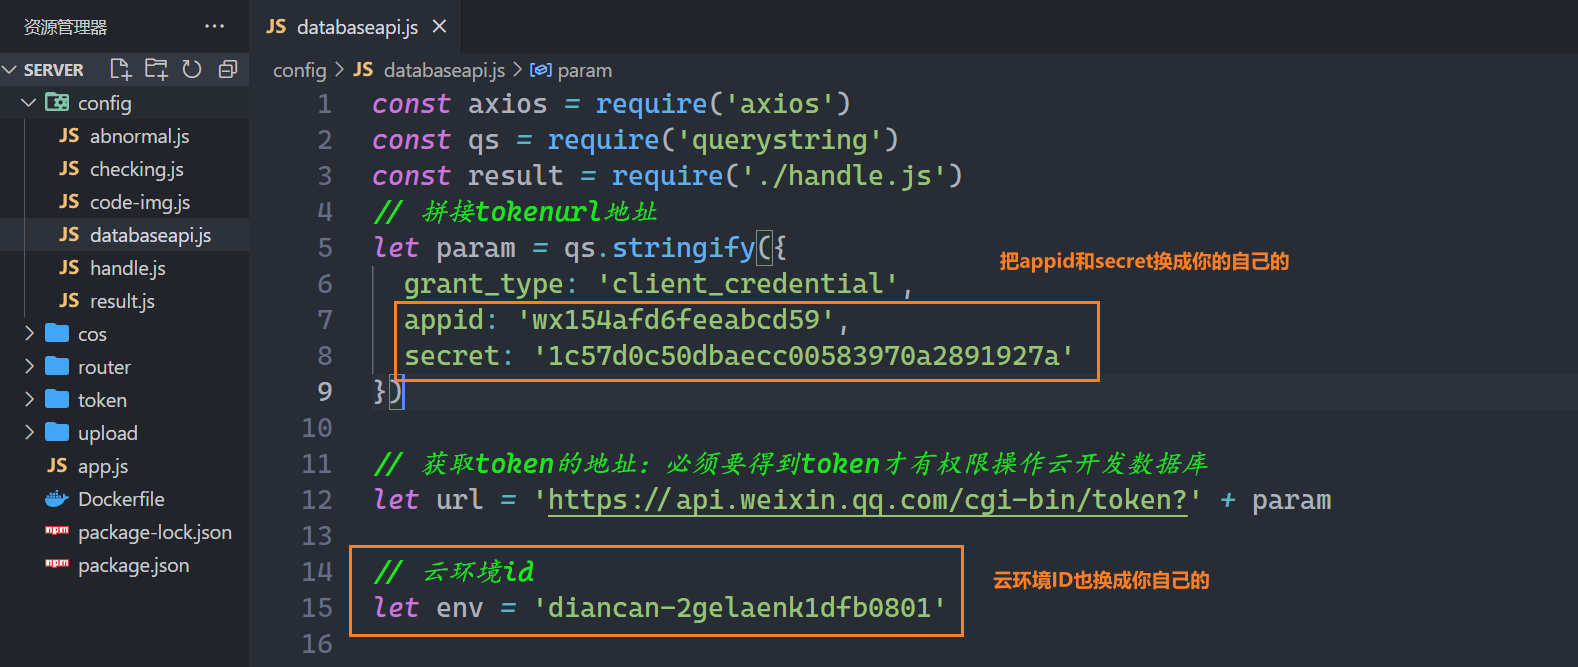 资源管理器 ···
JS databaseapi.js ×
SERVER
config > JS databaseapi.js > param
config
abnormal.js
checking.js
code-img.js
databaseapi.js
handle.js
result.js
cos
router
token
upload
app.js
Dockerfile
package-lock.json
package.json
1 const axios = require('axios')
2 const qs = require('querystring')
3 const result = require('./handle.js')
4 // 拼接tokenurl地址
5 let param = qs.stringify({
6 grant_type: 'client_credential',
7 appid: 'wx154afd6feeabcd59',
8 secret: '1c57d0c50dbaecc00583970a2891927a'
9 })
10
11 // 获取token的地址：必须要得到token才有权限操作云开发数据库
12 let url = 'https://api.weixin.qq.com/cgi-bin/token?' + param
13
14 // 云环境id
15 let env = 'diancan-2gelaenk1dfb0801'
16
把appid和secret换成你的自己的
云环境ID也换成你自己的